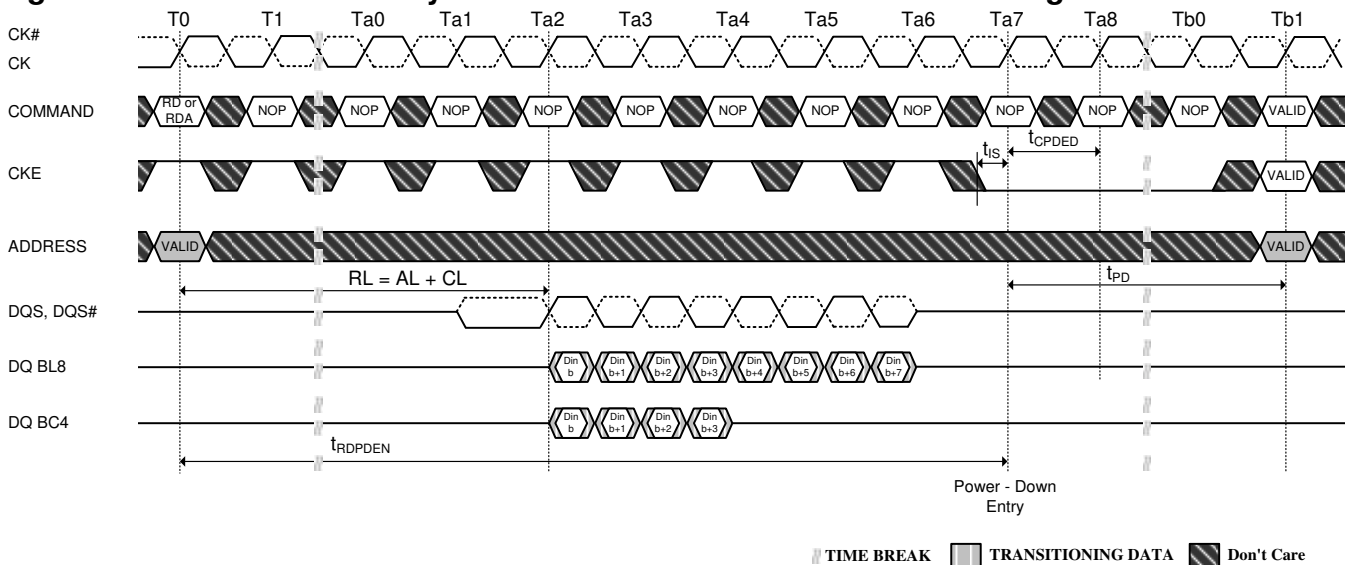 T0 T1 Ta0 Ta1 Ta2 Ta3 Ta4 Ta5 Ta6 Ta7 Ta8 Tb0 Tb1
CK#
CK
COMMAND
RD or
RDA
NOP NOP NOP NOP NOP NOP NOP NOP NOP NOP NOP VALID
tIS
tCPDED
CKE
VALID
ADDRESS
VALID
VALID
RL = AL + CL
tPD
DQS, DQS#
DQ BL8
Din
b
Din
b+1
Din
b+2
Din
b+3
Din
b+4
Din
b+5
Din
b+6
Din
b+7
DQ BC4
Din
b
Din
b+1
Din
b+2
Din
b+3
tRDPDEN
Power - Down
Entry
TIME BREAK
TRANSITIONING DATA
Don't Care